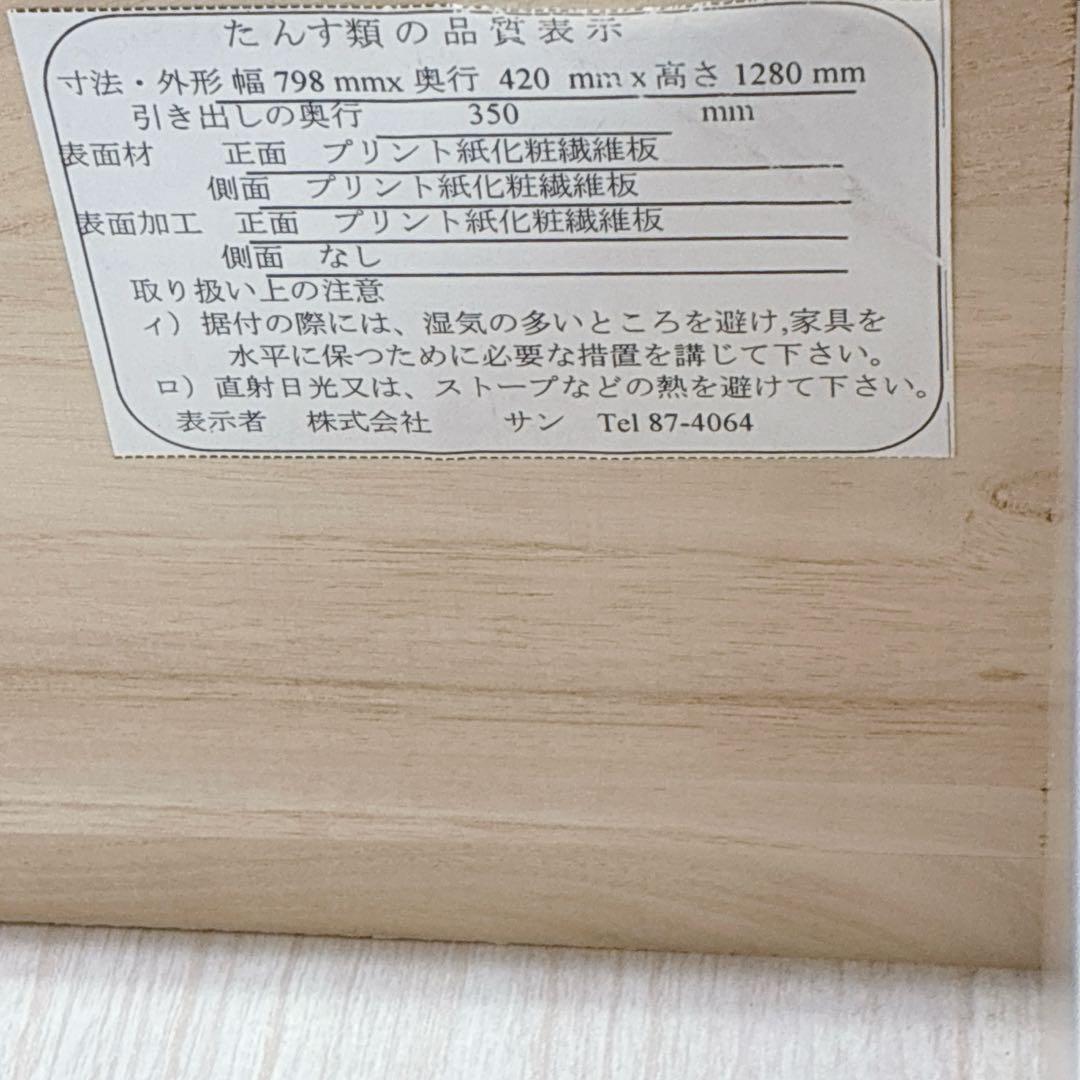 たんす類の品質表示
寸法・外形 幅 798 mmx 奥行 420 mm x 高さ 1280 mm
引き出しの奥行 350 mm
表面材 正面 プリント紙化粧繊維板
側面 プリント紙化粧繊維板
表面加工 正面 プリント紙化粧繊維板
側面 なし
取り扱い上の注意
ィ）据付の際には、湿気の多いところを避け,家具を
水平に保つために必要な措置を講じて下さい。
ロ）直射日光又は、ストープなどの熱を避けて下さい。
表示者 株式会社 サン Tel 87-4064